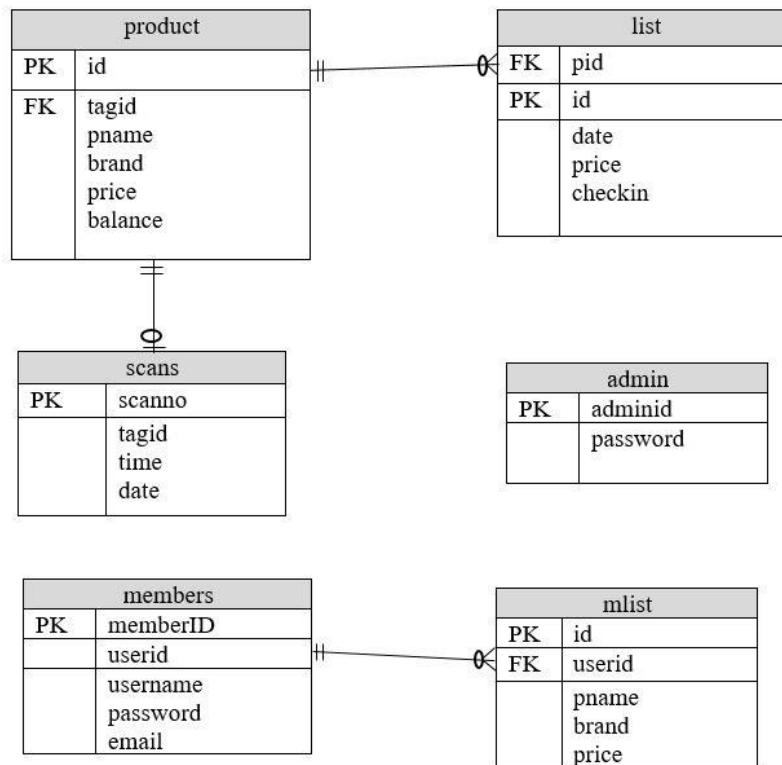 product
PK id
FK tagid
pname
brand
price
balance
list
FK pid
PK id
date
price
checkin
scans
PK scanno
tagid
time
date
admin
PK adminid
password
members
PK memberID
userid
username
password
email
mlist
PK id
FK userid
pname
brand
price